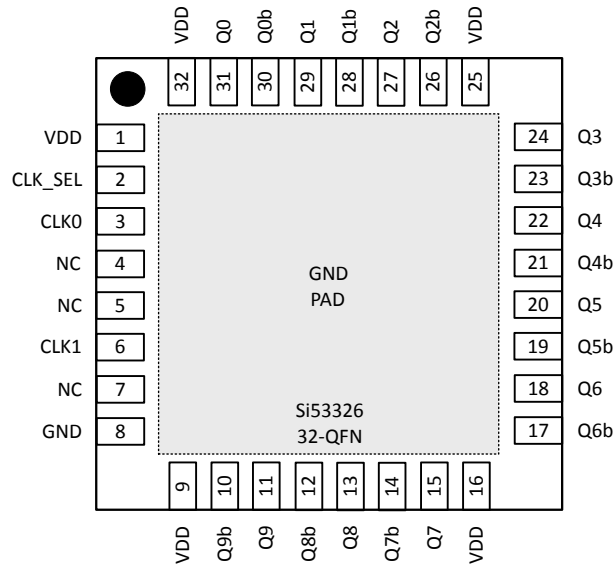 VDD Q0 Q0b Q1 Q1b Q2 Q2b VDD
32 31 30 29 28 27 26 25
VDD 1 24 Q3
CLK_SEL 2 23 Q3b
CLK0 3 22 Q4
NC 4 21 Q4b
GND
PAD
NC 5 20 Q5
CLK1 6 19 Q5b
NC 7 18 Q6
Si53326
32-QFN
GND 8 17 Q6b
9 10 11 12 13 14 15 16
VDD Q9b Q9 Q8b Q8 Q7b Q7 VDD